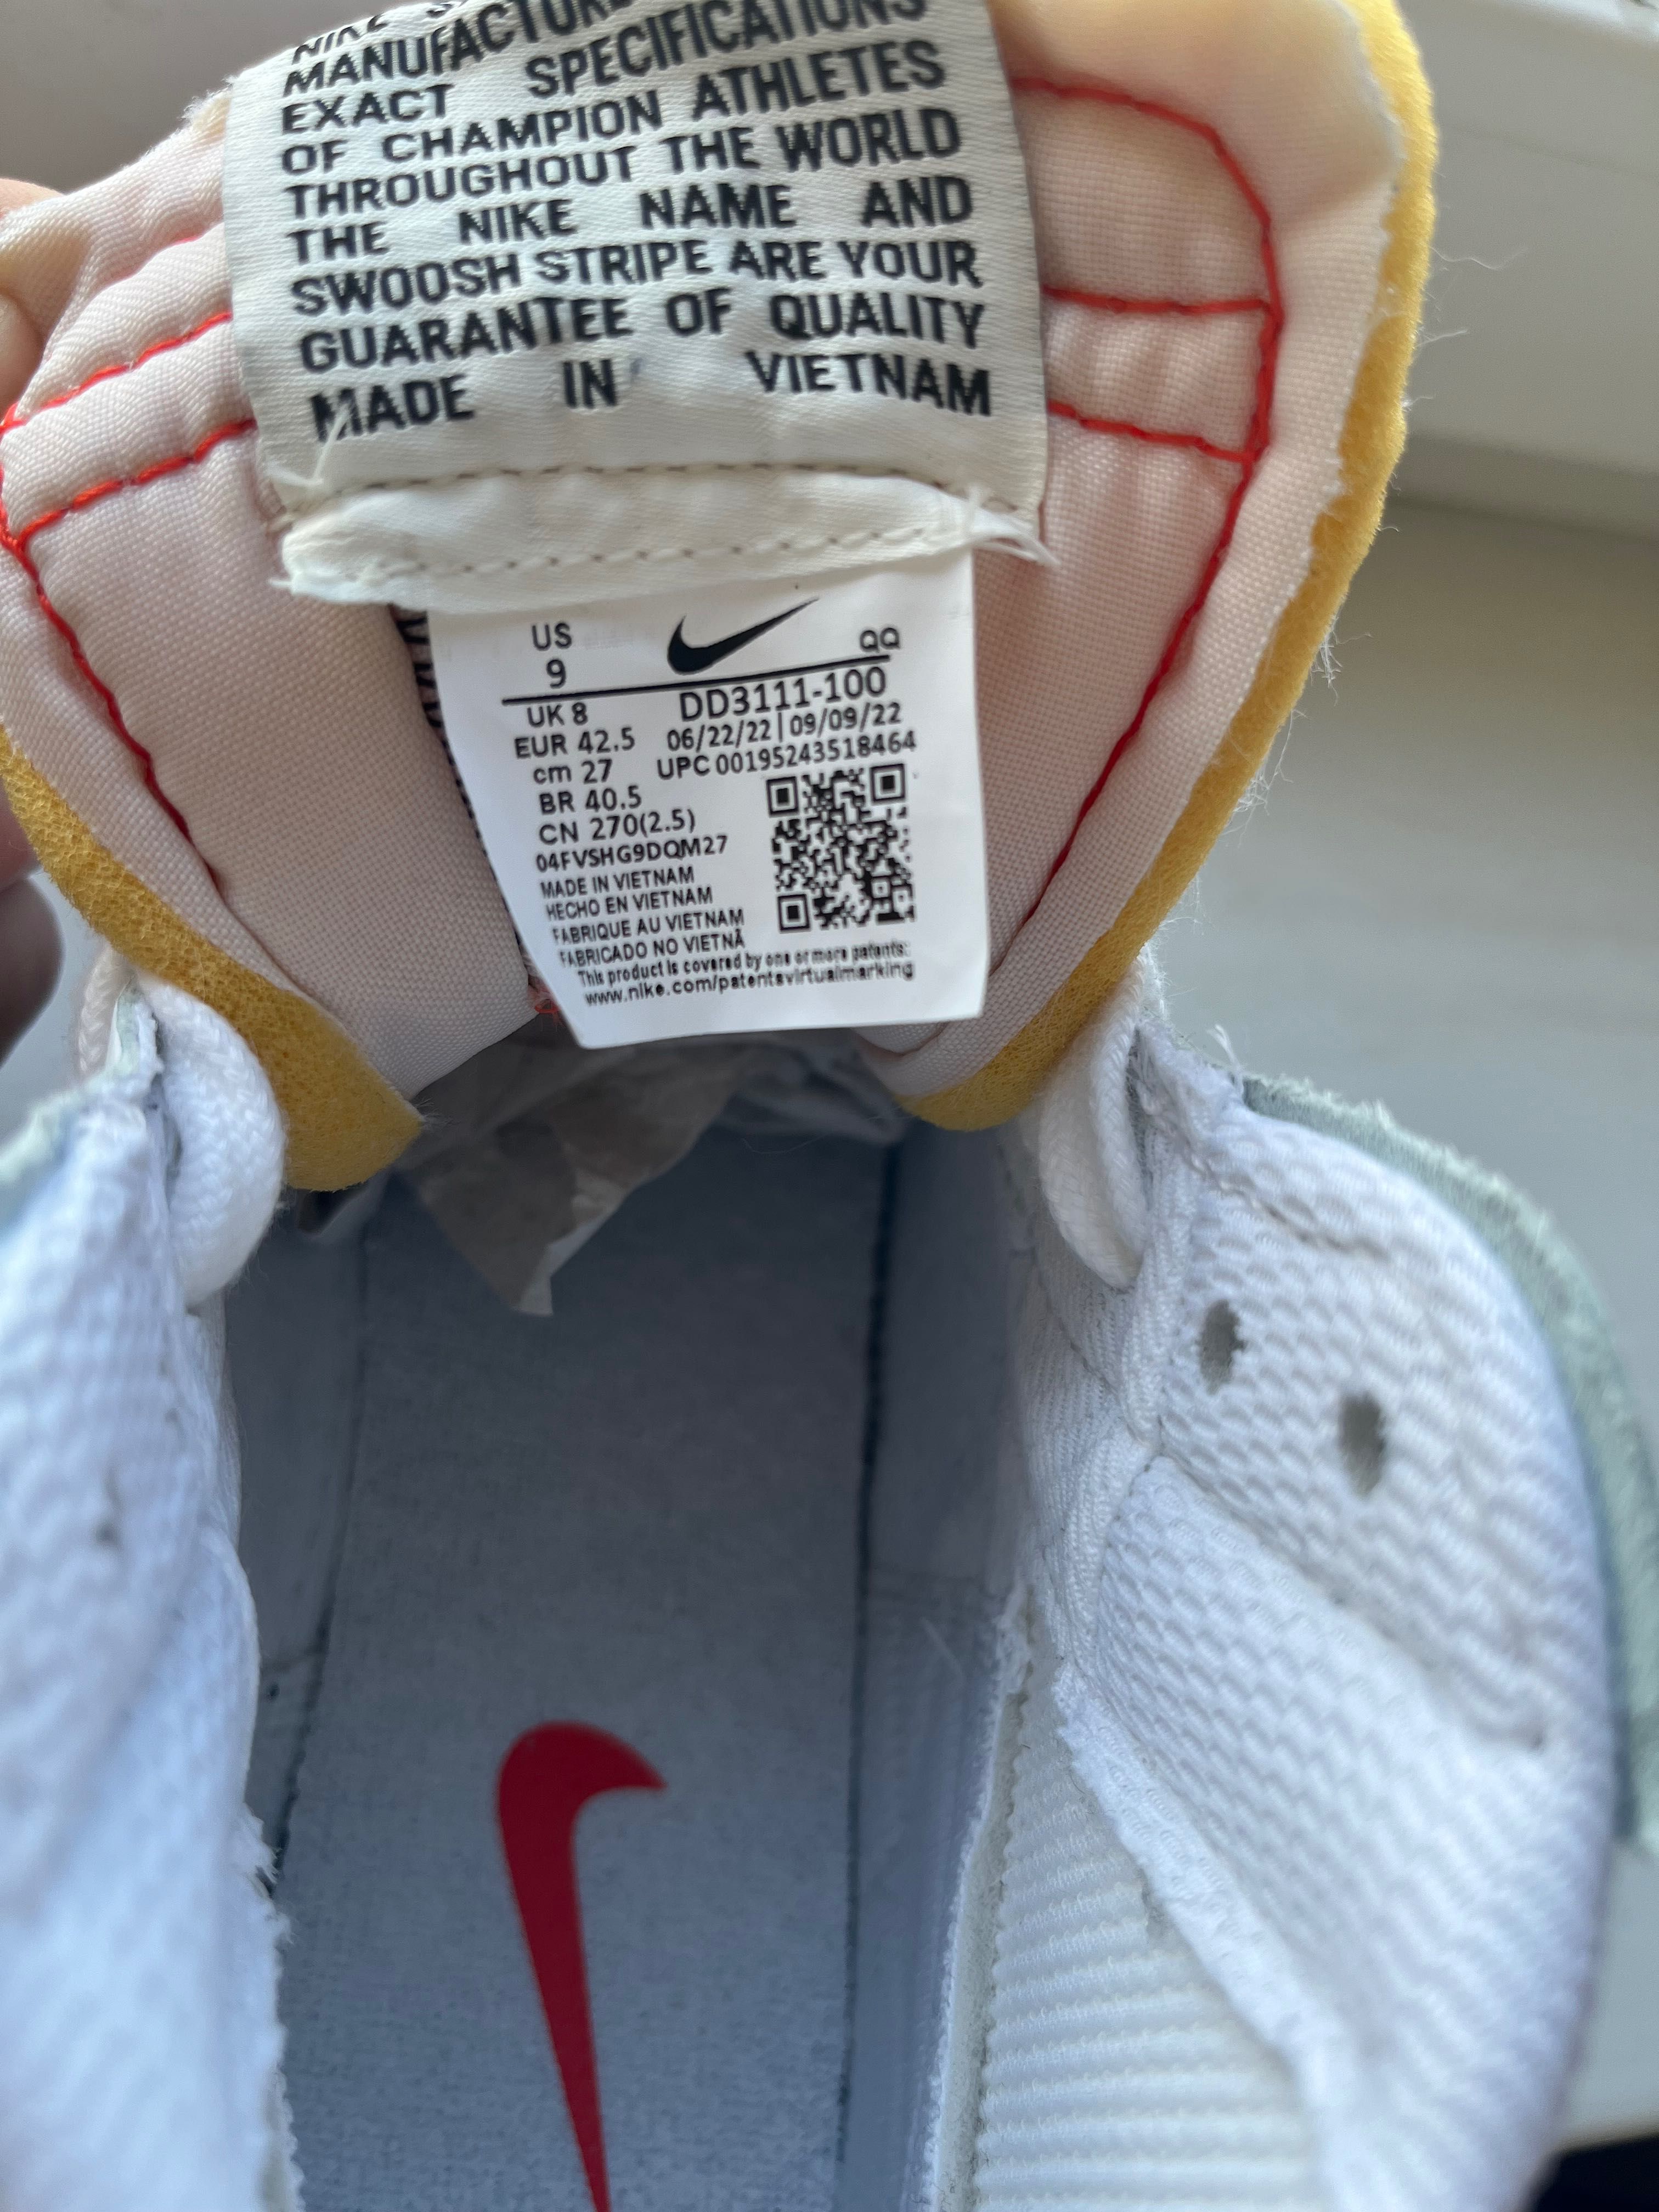 MANUFACTURE
EXACT SPECIFICATIONS
OF CHAMPION ATHLETES
THROUGHOUT THE WORLD
THE NIKE NAME AND
SWOOSH STRIPE ARE YOUR
GUARANTEE OF QUALITY
MADE IN VIETNAM
US
9
QQ
UK 8
DD3111-100
EUR 42.5
06/22/22 | 09/09/22
cm 27
UPC 00195243518464
BR 40.5
CN 270(2.5)
04FVSHG9DQM27
MADE IN VIETNAM
HECHO EN VIETNAM
FABRIQUE AU VIETNAM
FABRICADO NO VIETNÃ
This product is covered by one or more patents:
www.nike.com/patentsvirtualmarking